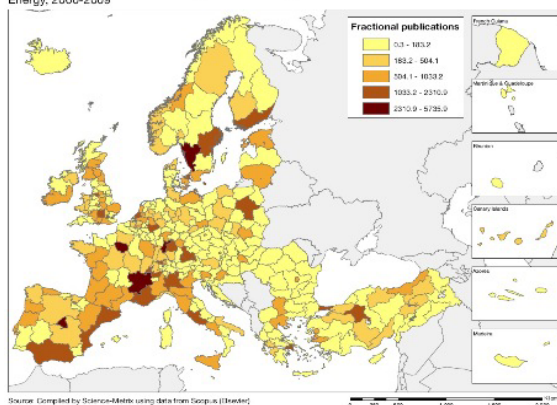 Energy, 2000-2009
Fractional publications
0.3 - 183.2
183.2 - 504.1
504.1 - 1033.2
1033.2 - 2310.9
2310.9 - 5735.9
French Guiana
Martinique & Guadeloupe
Réunion
Canary Islands
Azores
Madeira
Source: Compiled by Science-Metrix using data from Scopus (Elsevier)